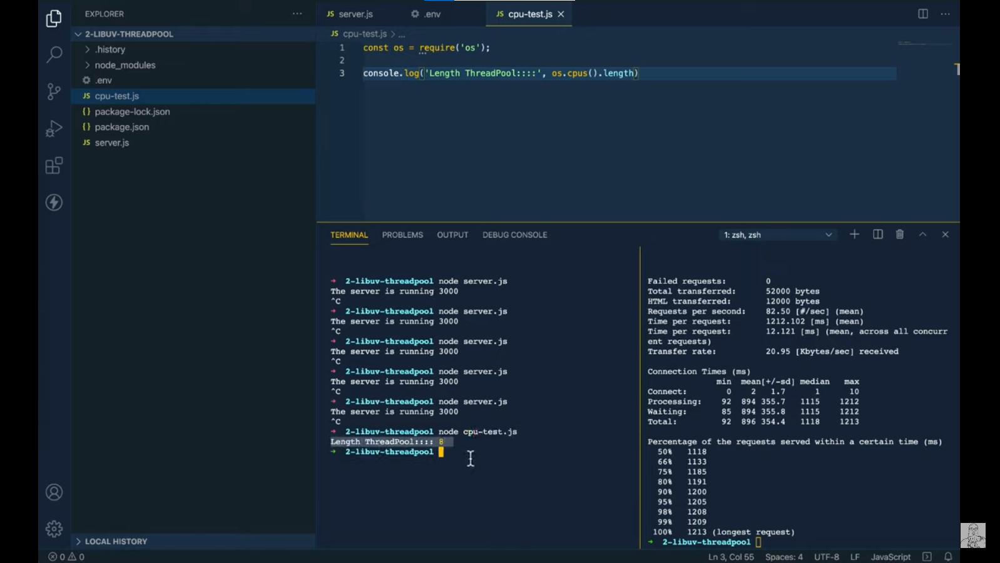 EXPLORER
2-LIBUV-THREADPOOL
.history
node_modules
.env
JS cpu-test.js
{} package-lock.json
{} package.json
JS server.js
LOCAL HISTORY
JS server.js
.env
JS cpu-test.js
JS cpu-test.js > ...
1 const os = require('os');
2
3 console.log('Length ThreadPool::::', os.cpus().length)
TERMINAL PROBLEMS OUTPUT DEBUG CONSOLE
1: zsh, zsh
→ 2-libuv-threadpool node server.js
The server is running 3000
^C
→ 2-libuv-threadpool node server.js
The server is running 3000
^C
→ 2-libuv-threadpool node server.js
The server is running 3000
^C
→ 2-libuv-threadpool node server.js
The server is running 3000
^C
→ 2-libuv-threadpool node server.js
The server is running 3000
^C
→ 2-libuv-threadpool node cpu-test.js
Length ThreadPool:::: 8
→ 2-libuv-threadpool
Failed requests: 0
Total transferred: 52000 bytes
HTML transferred: 12000 bytes
Requests per second: 82.50 [#/sec] (mean)
Time per request: 1212.102 [ms] (mean)
Time per request: 12.121 [ms] (mean, across all concurr
ent requests)
Transfer rate: 20.95 [Kbytes/sec] received
Connection Times (ms)
min mean[+/-sd] median max
Connect: 0 2 1.7 1 10
Processing: 92 894 355.7 1115 1212
Waiting: 85 894 355.8 1115 1212
Total: 92 896 354.4 1118 1213
Percentage of the requests served within a certain time (ms)
50% 1118
66% 1133
75% 1185
80% 1191
90% 1200
95% 1205
98% 1208
99% 1209
100% 1213 (longest request)
→ 2-libuv-threadpool
0 0
Ln 3, Col 55 Spaces: 4 UTF-8 LF JavaScript